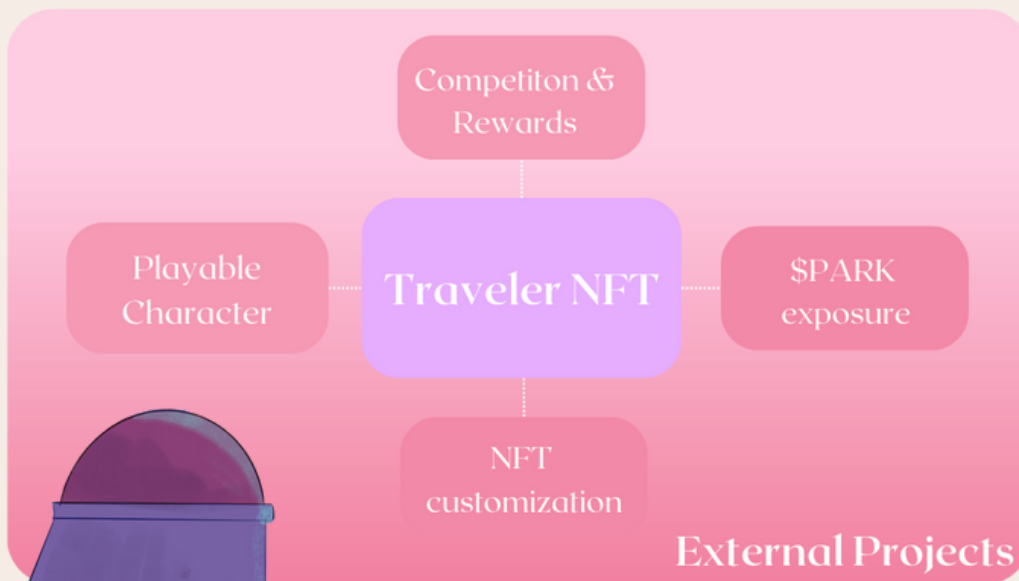 Competiton &
Rewards
Playable
Character
Traveler NFT
$PARK
exposure
NFT
customization
External Projects